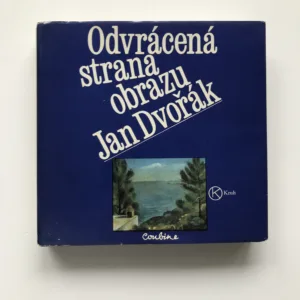 Odvrácená
strana
obrazu
Jan Dvořák
K Kruh
coubine